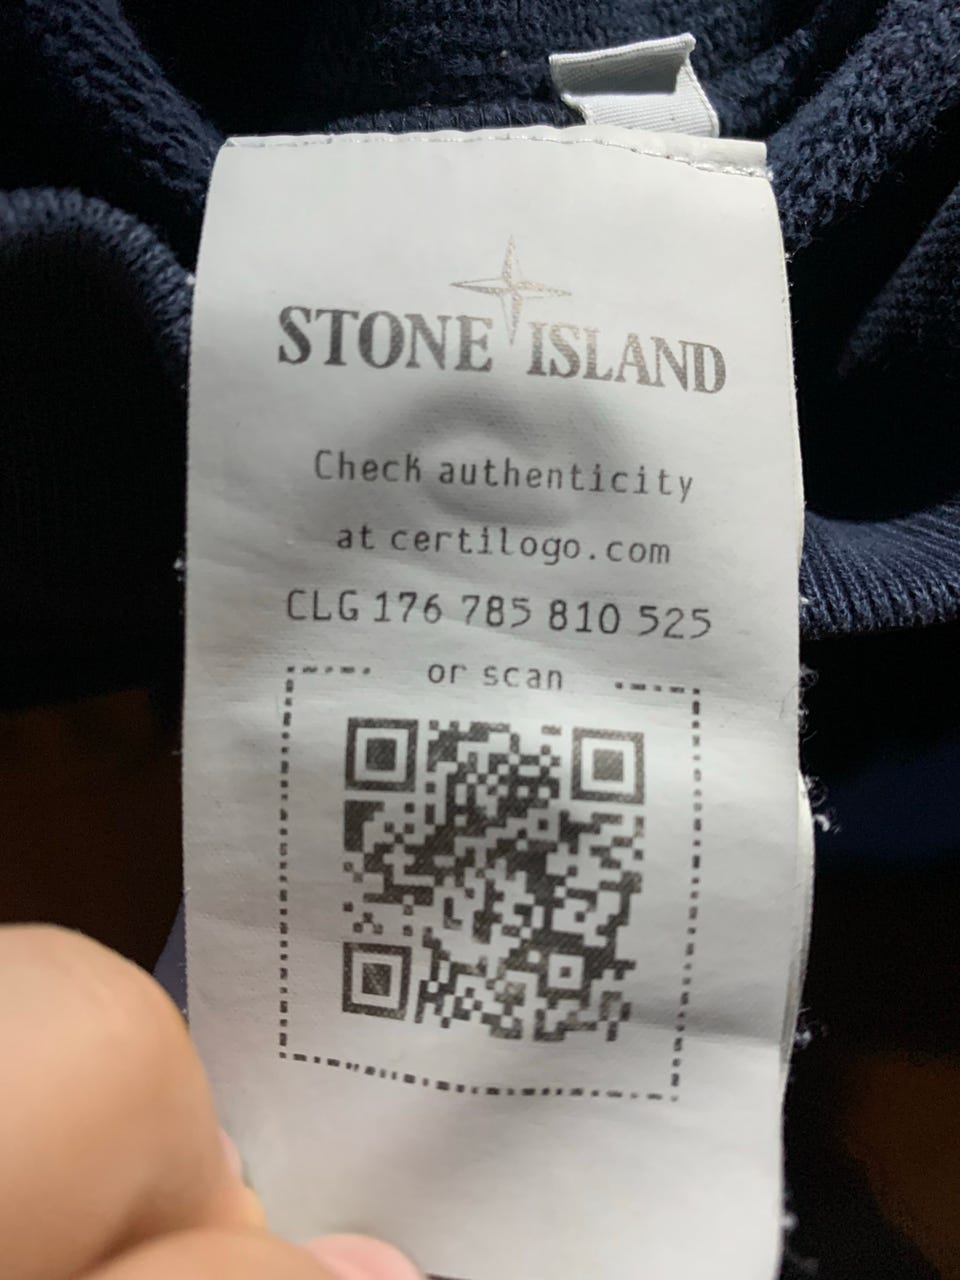 STONE ISLAND
Check authenticity
at certilogo.com
CLG 176 785 810 525
or scan